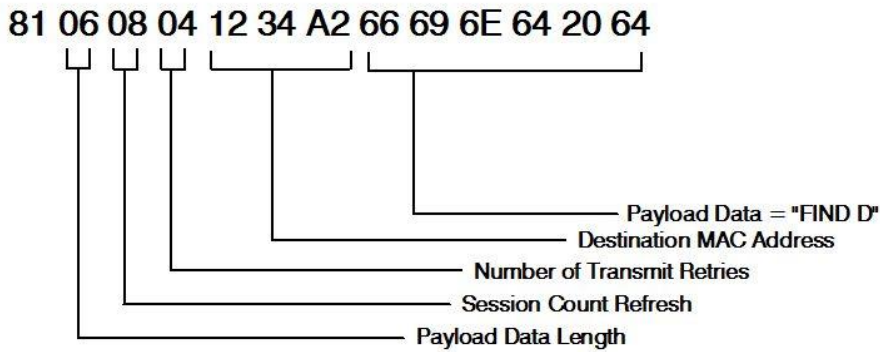 81 06 08 04 12 34 A2 66 69 6E 64 20 64
Payload Data = "FIND D"
Destination MAC Address
Number of Transmit Retries
Session Count Refresh
Payload Data Length